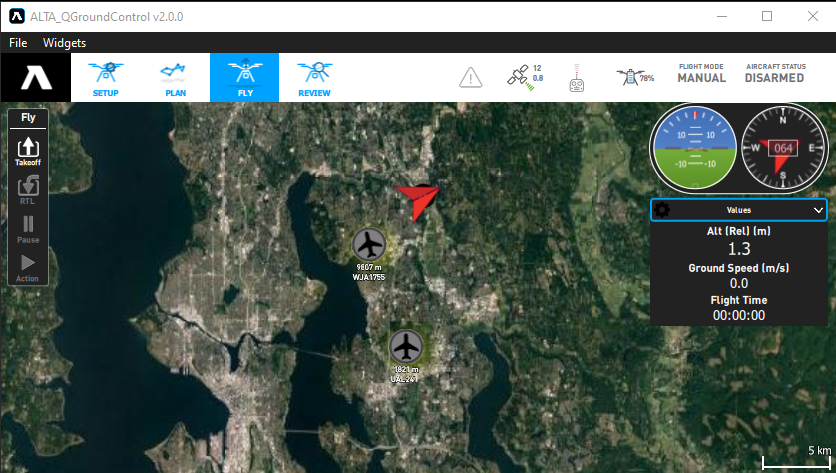 ALTA_QGroundControl v2.0.0
File Widgets
SETUP
PLAN
FLY
REVIEW
12
0.8
78%
FLIGHT MODE
MANUAL
AIRCRAFT STATUS
DISARMED
Fly
Takeoff
RTL
Pause
Action
10 10
-10 -10
N
W 064 E
S
Values
Alt (Rel) (m)
1.3
Ground Speed (m/s)
0.0
Flight Time
00:00:00
9807 m
WJA1755
1821 m
UAL241
5 km